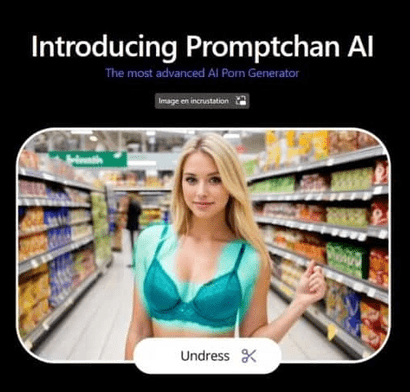 Introducing Promptchan AI
The most advanced AI Porn Generator
Image en incrustation
Undress